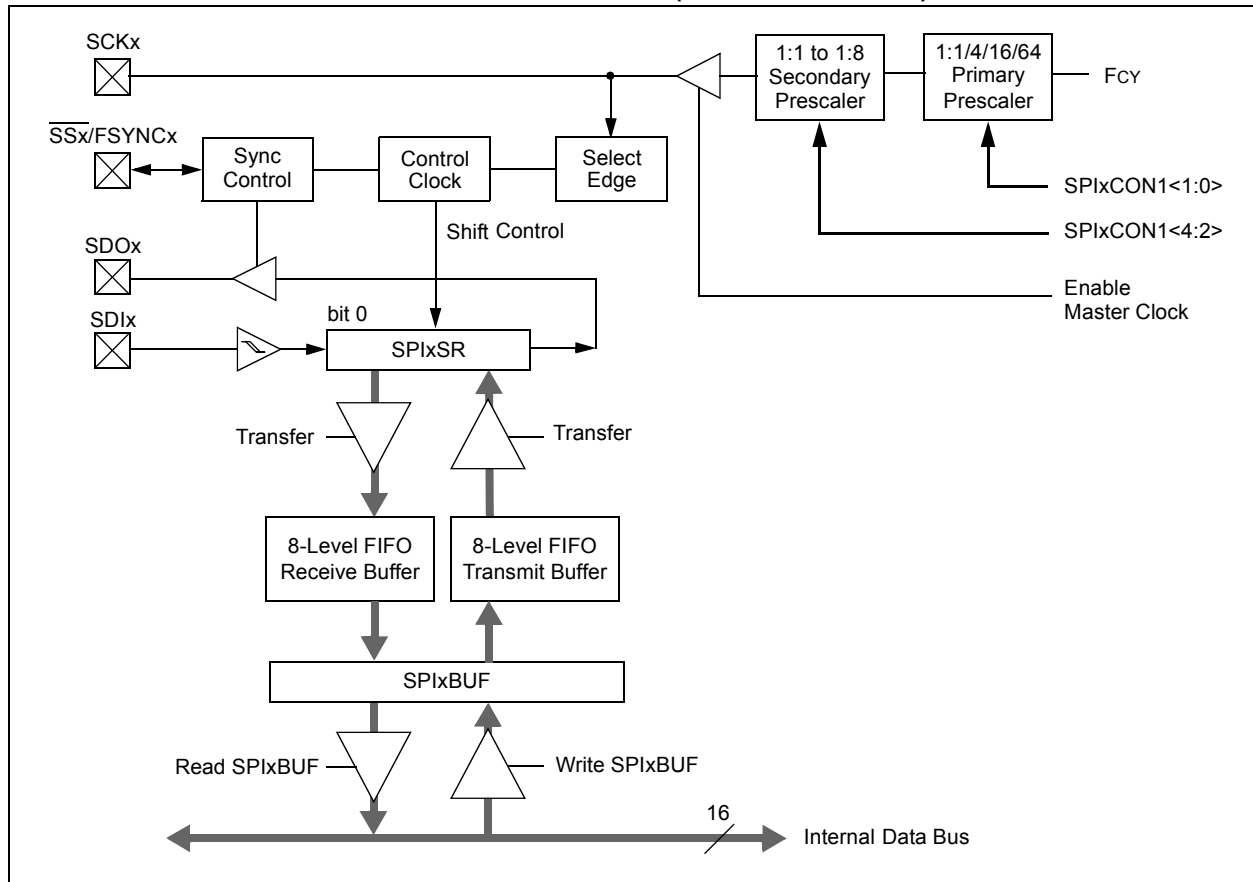 SCKx
1:1 to 1:8
Secondary
Prescaler
1:1/4/16/64
Primary
Prescaler
FCY
SSx/FSYNCx
Sync
Control
Control
Clock
Select
Edge
SPIxCON1<1:0>
SPIxCON1<4:2>
Shift Control
SDOx
Enable
Master Clock
SDIx
bit 0
SPIxSR
Transfer
Transfer
8-Level FIFO
Receive Buffer
8-Level FIFO
Transmit Buffer
SPIxBUF
Read SPIxBUF
Write SPIxBUF
16
Internal Data Bus